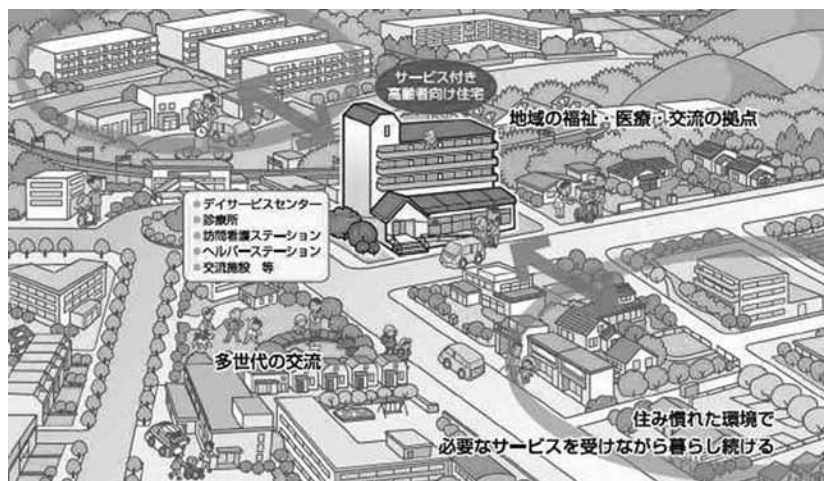 サービス付き
高齢者向け住宅
地域の福祉・医療・交流の拠点
●デイサービスセンター
●診療所
●訪問看護ステーション
●ヘルパーステーション
●交流施設 等
多世代の交流
住み慣れた環境で
必要なサービスを受けながら暮らし続ける